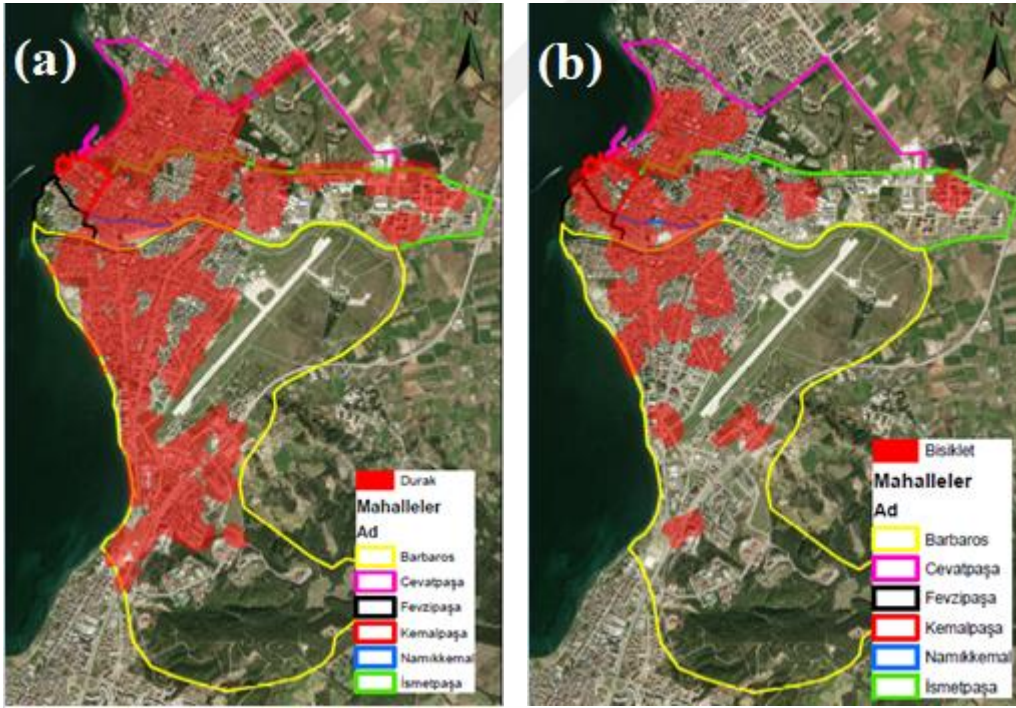 (a)
N
Durak
Mahalleler
Ad
Barbaros
Cevatpaşa
Fevzipaşa
Kemalpaşa
Namıkkemal
İsmetpaşa
(b)
N
Bisiklet
Mahalleler
Ad
Barbaros
Cevatpaşa
Fevzipaşa
Kemalpaşa
Namıkkemal
İsmetpaşa